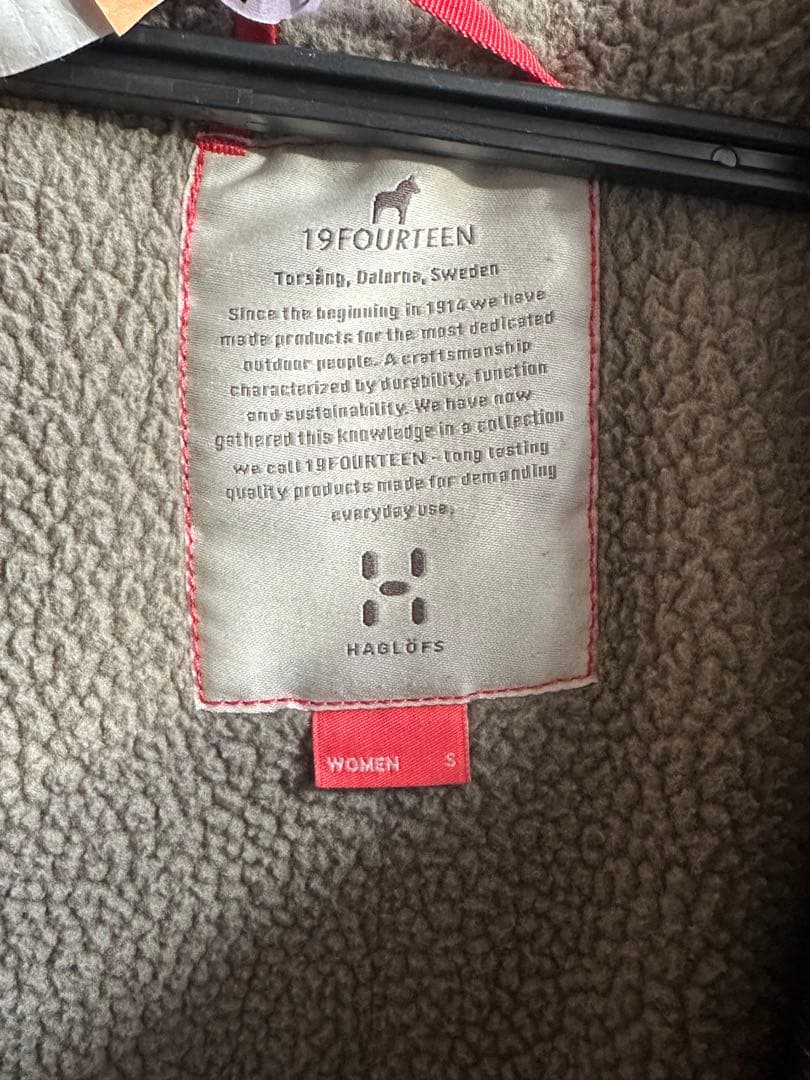 19FOURTEEN
Torsång, Dalarna, Sweden
Since the beginning in 1914 we have
made products for the most dedicated
outdoor people. A craftsmanship
characterized by durability, function
and sustainability. We have now
gathered this knowledge in a collection
we call 19FOURTEEN - long lasting
quality products made for demanding
everyday use.
HAGLÖFS
WOMEN S